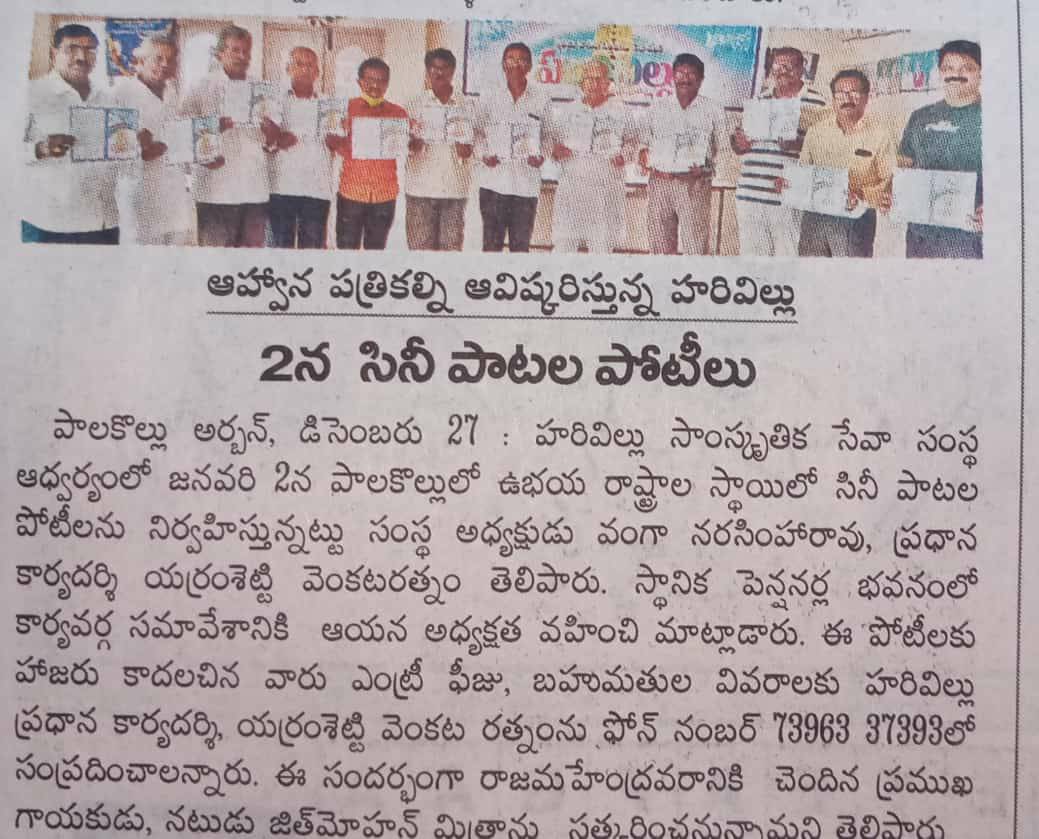 ఆహ్వాన పత్రికల్ని ఆవిష్కరిస్తున్న హరివిల్లు
2న సినీ పాటల పోటీలు
పాలకొల్లు అర్బన్, డిసెంబరు 27 : హరివిల్లు సాంస్కృతిక సేవా సంస్థ
ఆధ్వర్యంలో జనవరి 2న పాలకొల్లులో ఉభయ రాష్ట్రాల స్థాయిలో సినీ పాటల
పోటీలను నిర్వహిస్తున్నట్టు సంస్థ అధ్యక్షుడు వంగా నరసింహారావు, ప్రధాన
కార్యదర్శి యర్రంశెట్టి వెంకటరత్నం తెలిపారు. స్థానిక పెన్షనర్ల భవనంలో
కార్యవర్గ సమావేశానికి ఆయన అధ్యక్షత వహించి మాట్లాడారు. ఈ పోటీలకు
హాజరు కాదలచిన వారు ఎంట్రీ ఫీజు, బహుమతుల వివరాలకు హరివిల్లు
ప్రధాన కార్యదర్శి, యర్రంశెట్టి వెంకట రత్నంను ఫోన్ నంబర్ 73963 37393లో
సంప్రదించాలన్నారు. ఈ సందర్భంగా రాజమహేంద్రవరానికి చెందిన ప్రముఖ
గాయకుడు, నటుడు జిత్‌మోహన్ మిత్రాను సత్కరించనున్నామని తెలిపారు.